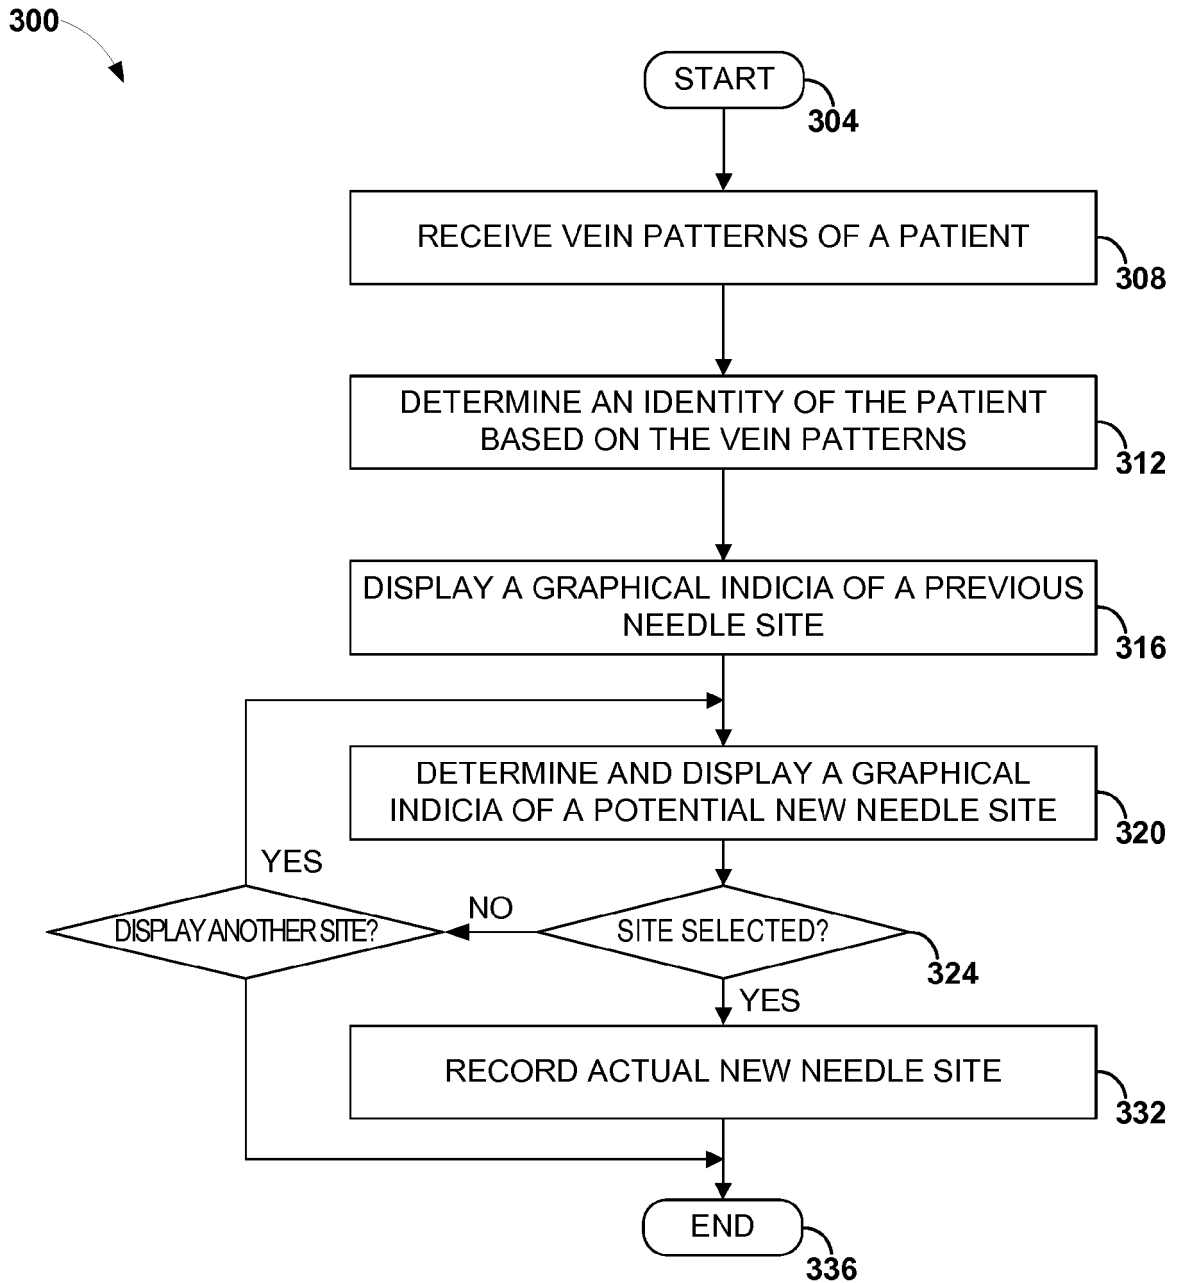 300
START
304
RECEIVE VEIN PATTERNS OF A PATIENT
308
DETERMINE AN IDENTITY OF THE PATIENT
BASED ON THE VEIN PATTERNS
312
DISPLAY A GRAPHICAL INDICIA OF A PREVIOUS
NEEDLE SITE
316
DETERMINE AND DISPLAY A GRAPHICAL
INDICIA OF A POTENTIAL NEW NEEDLE SITE
320
YES
DISPLAY ANOTHER SITE?
NO
SITE SELECTED?
324
YES
RECORD ACTUAL NEW NEEDLE SITE
332
END
336